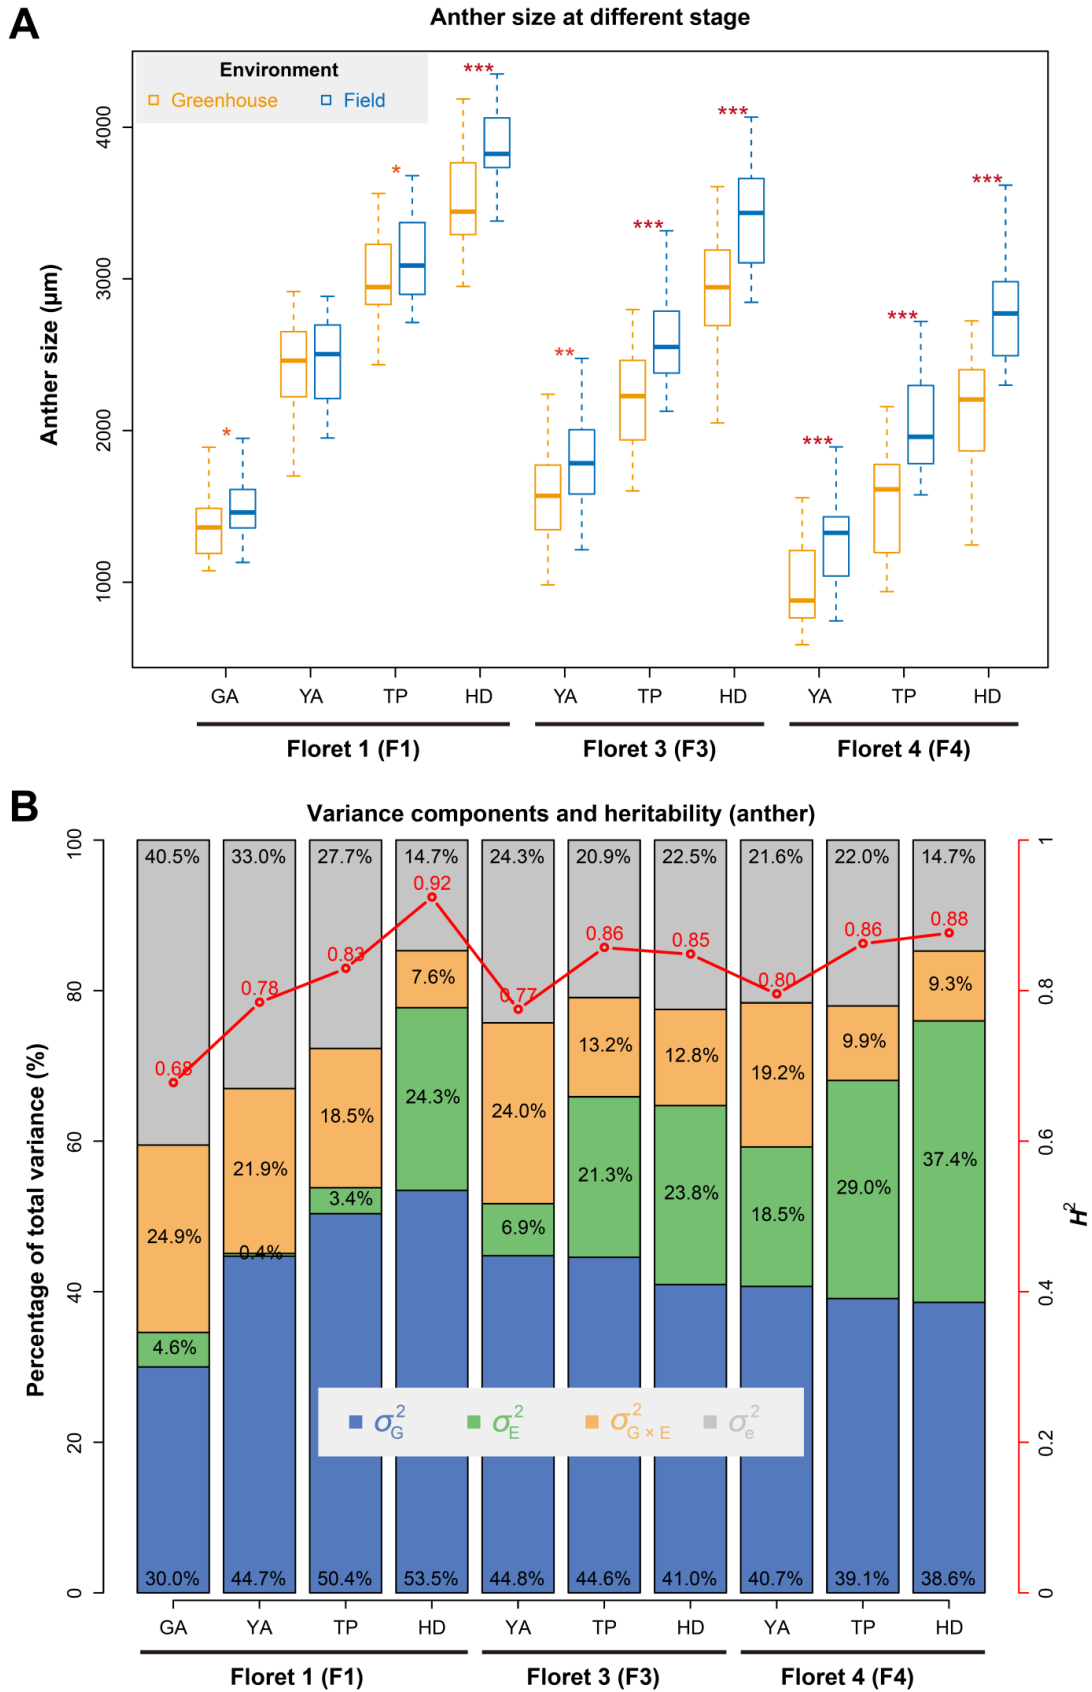 A
Anther size at different stage
Environment
Greenhouse Field
Anther size (μm)
1000 2000 3000 4000
* * *** ** *** *** *** *** ***
GA YA TP HD YA TP HD YA TP HD
Floret 1 (F1) Floret 3 (F3) Floret 4 (F4)
B
Variance components and heritability (anther)
Percentage of total variance (%)
0 20 40 60 80 100
40.5% 33.0% 27.7% 14.7% 24.3% 20.9% 22.5% 21.6% 22.0% 14.7%
0.68 0.78 0.83 0.92 0.77 0.86 0.85 0.80 0.86 0.88
24.9% 21.9% 18.5% 7.6% 24.0% 13.2% 12.8% 19.2% 9.9% 9.3%
4.6% 0.4% 3.4% 24.3% 6.9% 21.3% 23.8% 18.5% 29.0% 37.4%
σ²G σ²E σ²G × E σ²e
30.0% 44.7% 50.4% 53.5% 44.8% 44.6% 41.0% 40.7% 39.1% 38.6%
0 0.2 0.4 0.6 0.8 1
H²
GA YA TP HD YA TP HD YA TP HD
Floret 1 (F1) Floret 3 (F3) Floret 4 (F4)